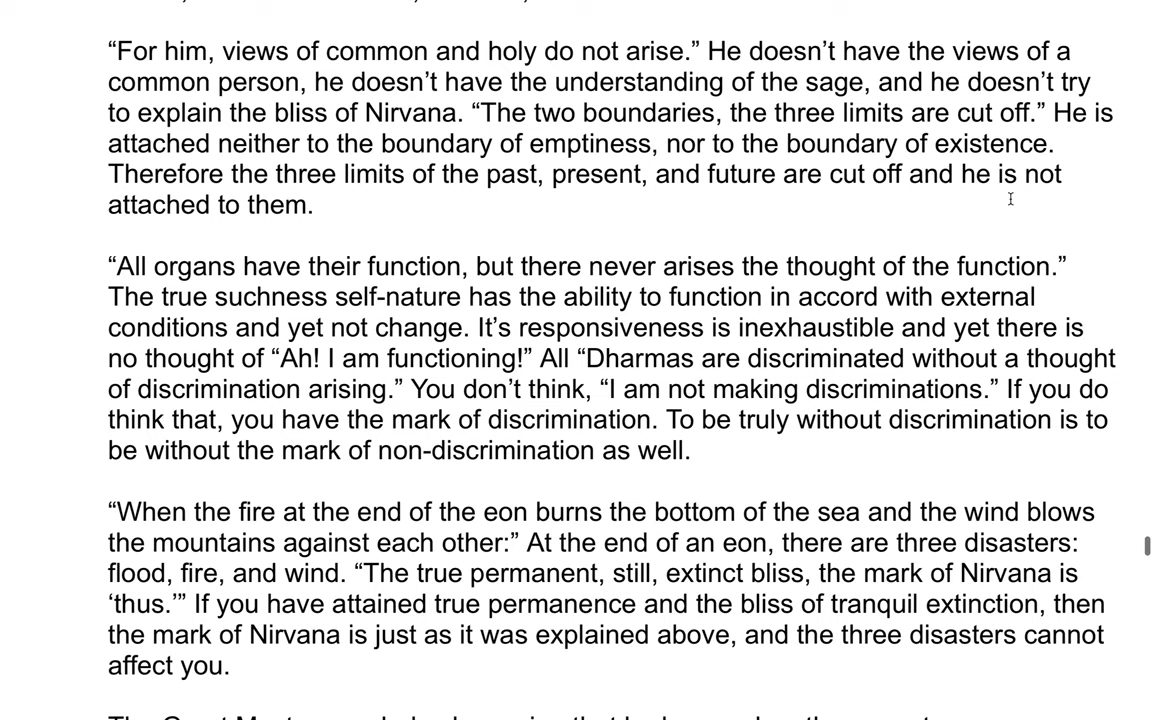 “For him, views of common and holy do not arise.” He doesn’t have the views of a
common person, he doesn’t have the understanding of the sage, and he doesn’t try
to explain the bliss of Nirvana. “The two boundaries, the three limits are cut off.” He is
attached neither to the boundary of emptiness, nor to the boundary of existence.
Therefore the three limits of the past, present, and future are cut off and he is not
attached to them.
“All organs have their function, but there never arises the thought of the function.”
The true suchness self-nature has the ability to function in accord with external
conditions and yet not change. It’s responsiveness is inexhaustible and yet there is
no thought of “Ah! I am functioning!” All “Dharmas are discriminated without a thought
of discrimination arising.” You don’t think, “I am not making discriminations.” If you do
think that, you have the mark of discrimination. To be truly without discrimination is to
be without the mark of non-discrimination as well.
“When the fire at the end of the eon burns the bottom of the sea and the wind blows
the mountains against each other:” At the end of an eon, there are three disasters:
flood, fire, and wind. “The true permanent, still, extinct bliss, the mark of Nirvana is
‘thus.’” If you have attained true permanence and the bliss of tranquil extinction, then
the mark of Nirvana is just as it was explained above, and the three disasters cannot
affect you.